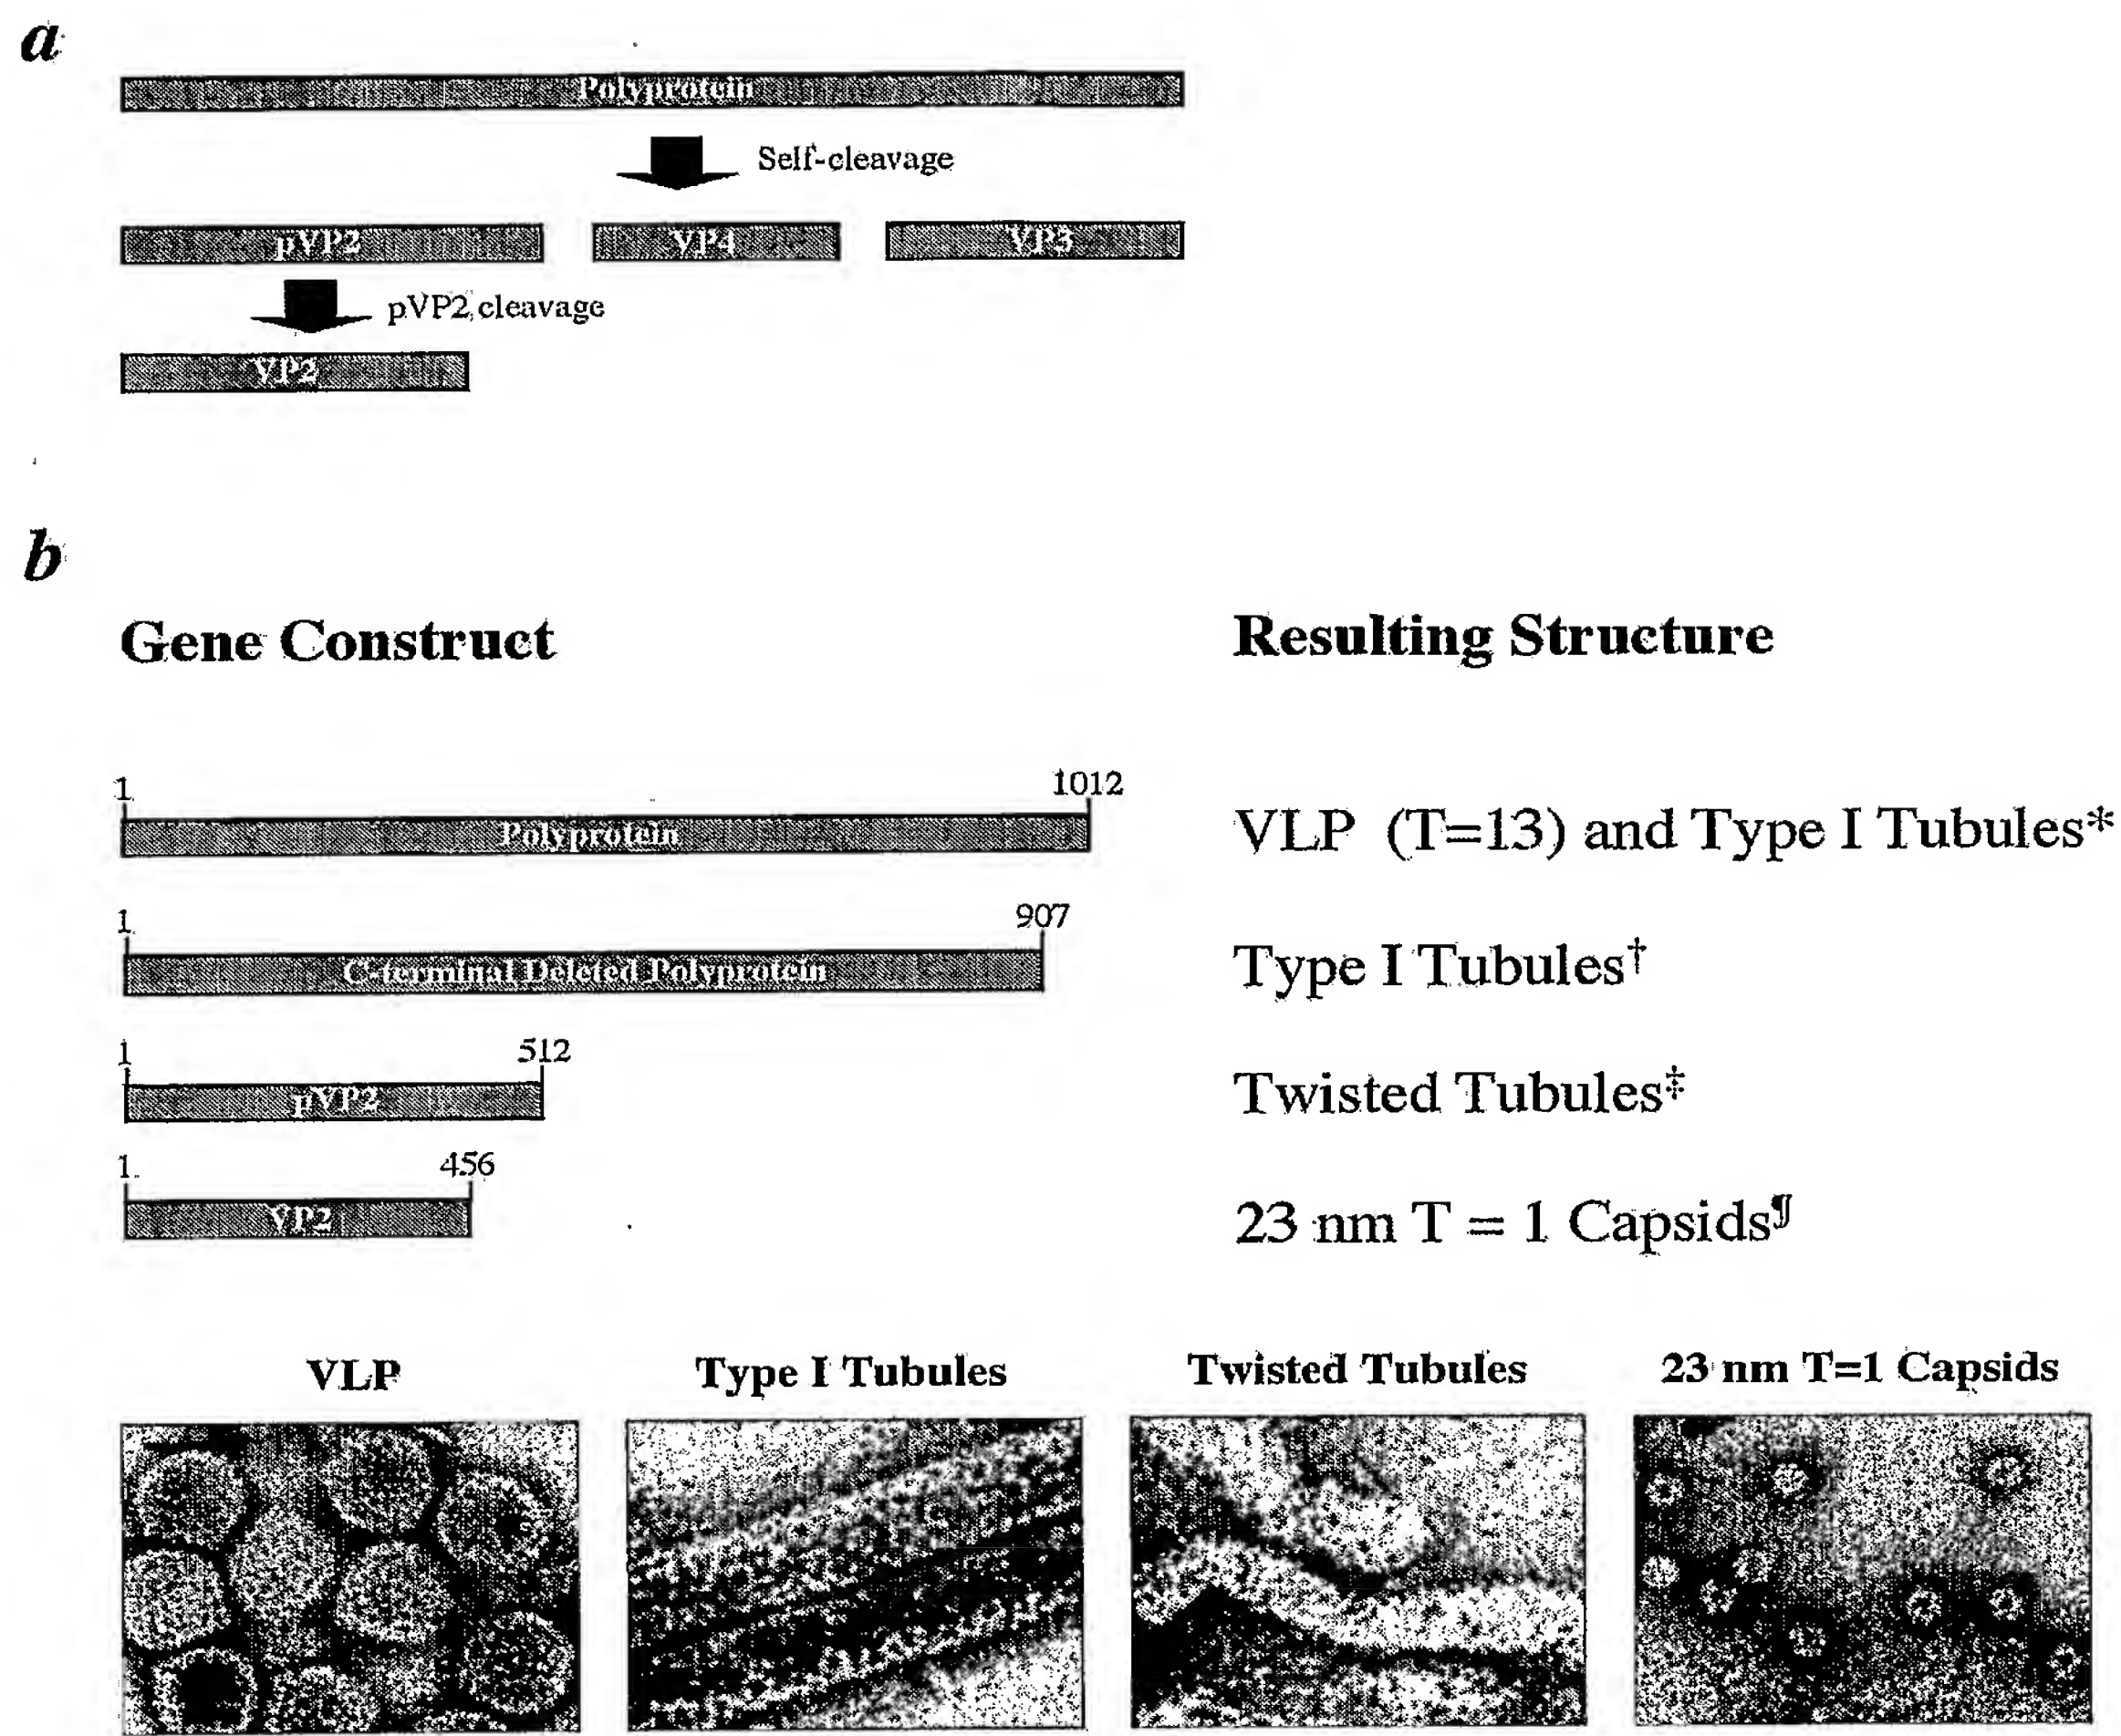 a
Polyprotein
Self-cleavage
pVP2 VP4 VP3
pVP2 cleavage
VP2
b
Gene Construct Resulting Structure
1 1012
Polyprotein VLP (T=13) and Type I Tubules*
1 907
C-terminal Deleted Polyprotein Type I Tubules†
1 512
pVP2 Twisted Tubules‡
1 456
VP2 23 nm T = 1 Capsids¶
VLP Type I Tubules Twisted Tubules 23 nm T=1 Capsids